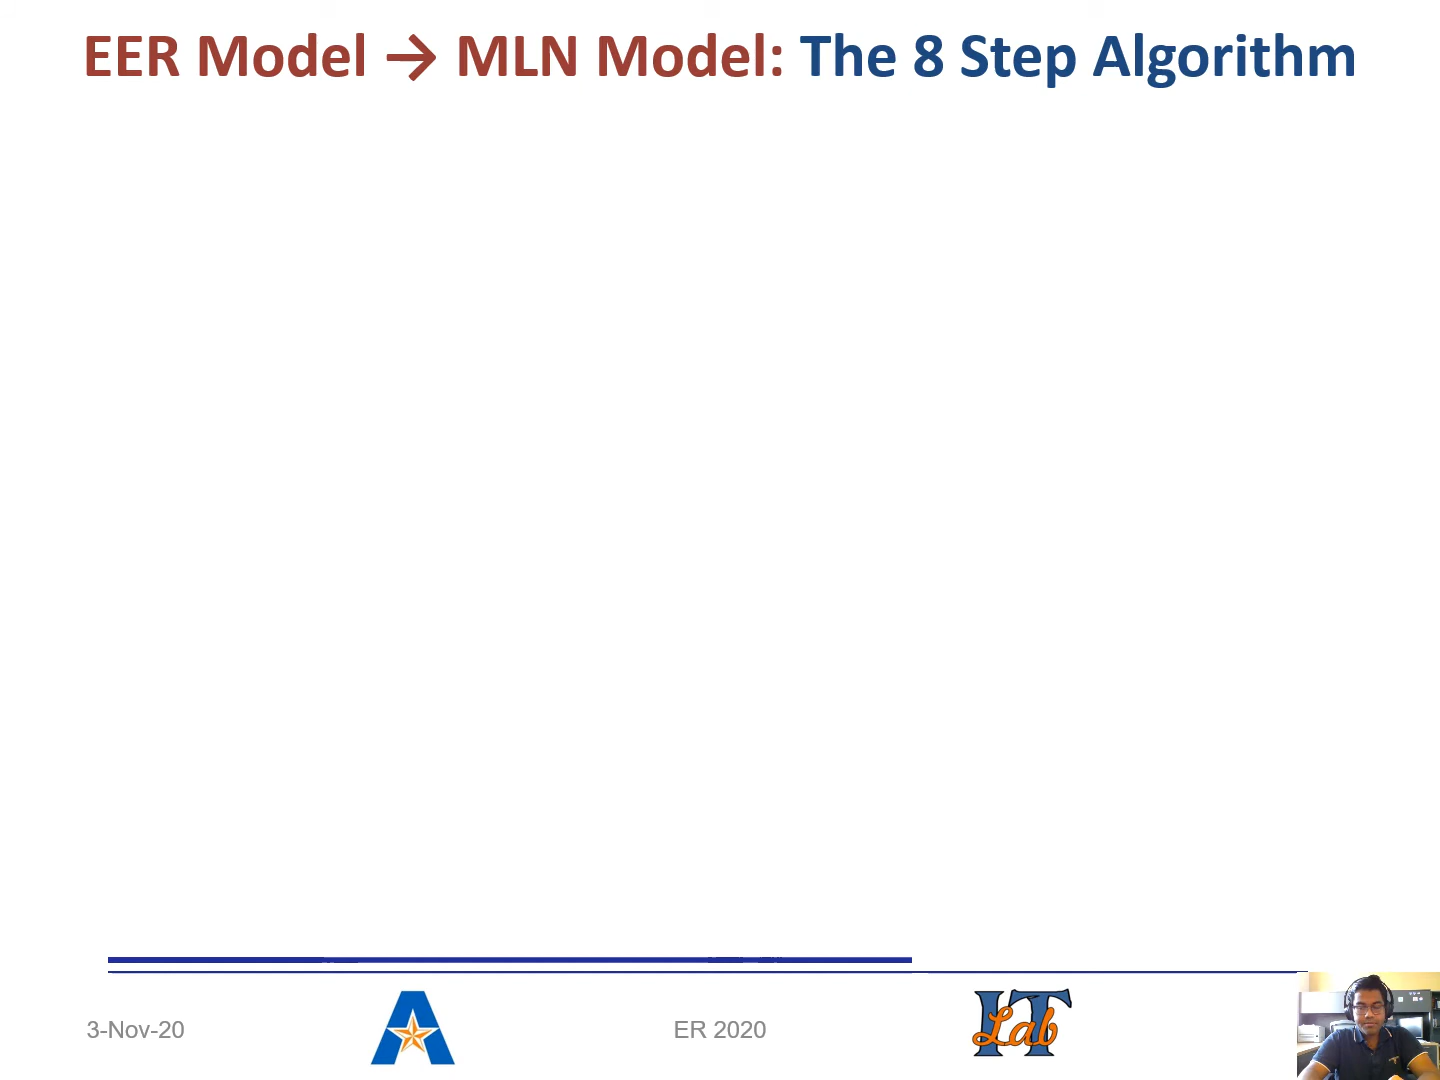 EER Model → MLN Model: The 8 Step Algorithm
3-Nov-20
A
ER 2020
IT
Lab